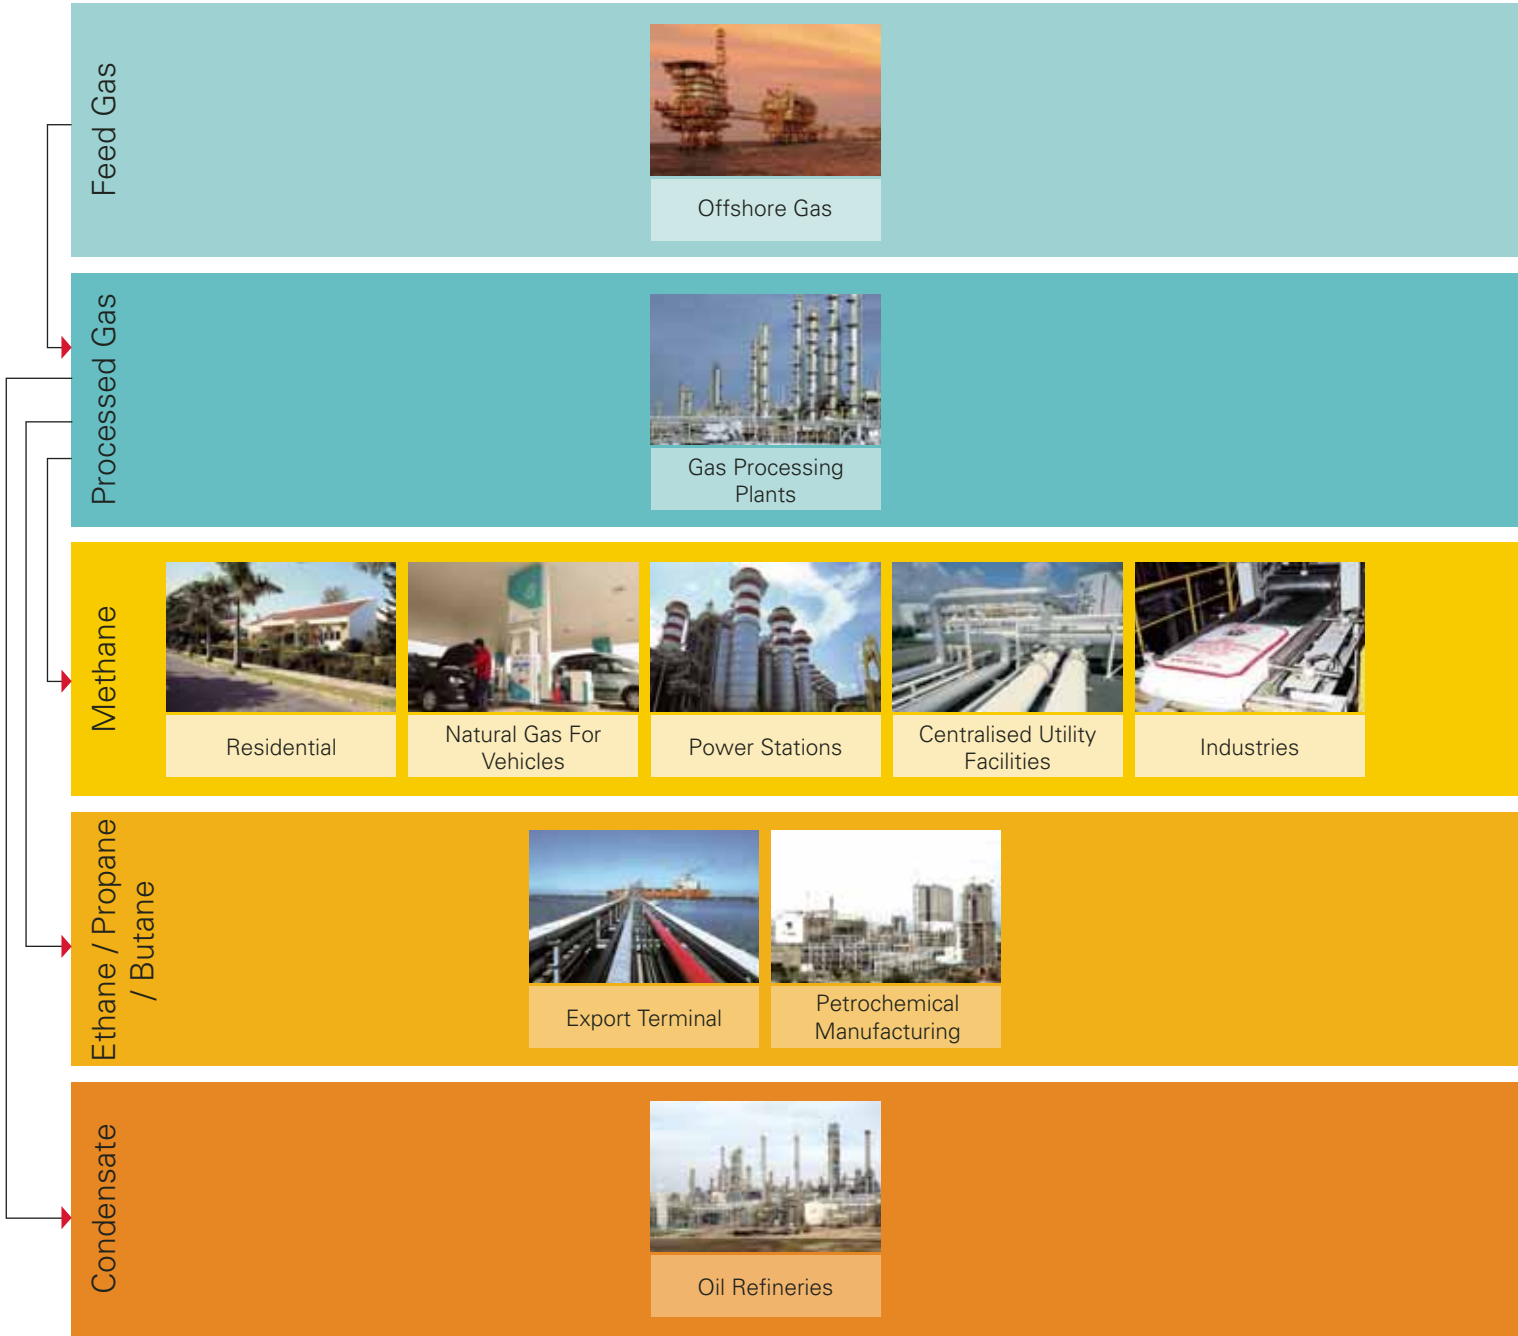 Feed Gas
Offshore Gas
Processed Gas
Gas Processing
Plants
Methane
Residential
Natural Gas For
Vehicles
Power Stations
Centralised Utility
Facilities
Industries
Ethane / Propane
/ Butane
Export Terminal
Petrochemical
Manufacturing
Condensate
Oil Refineries